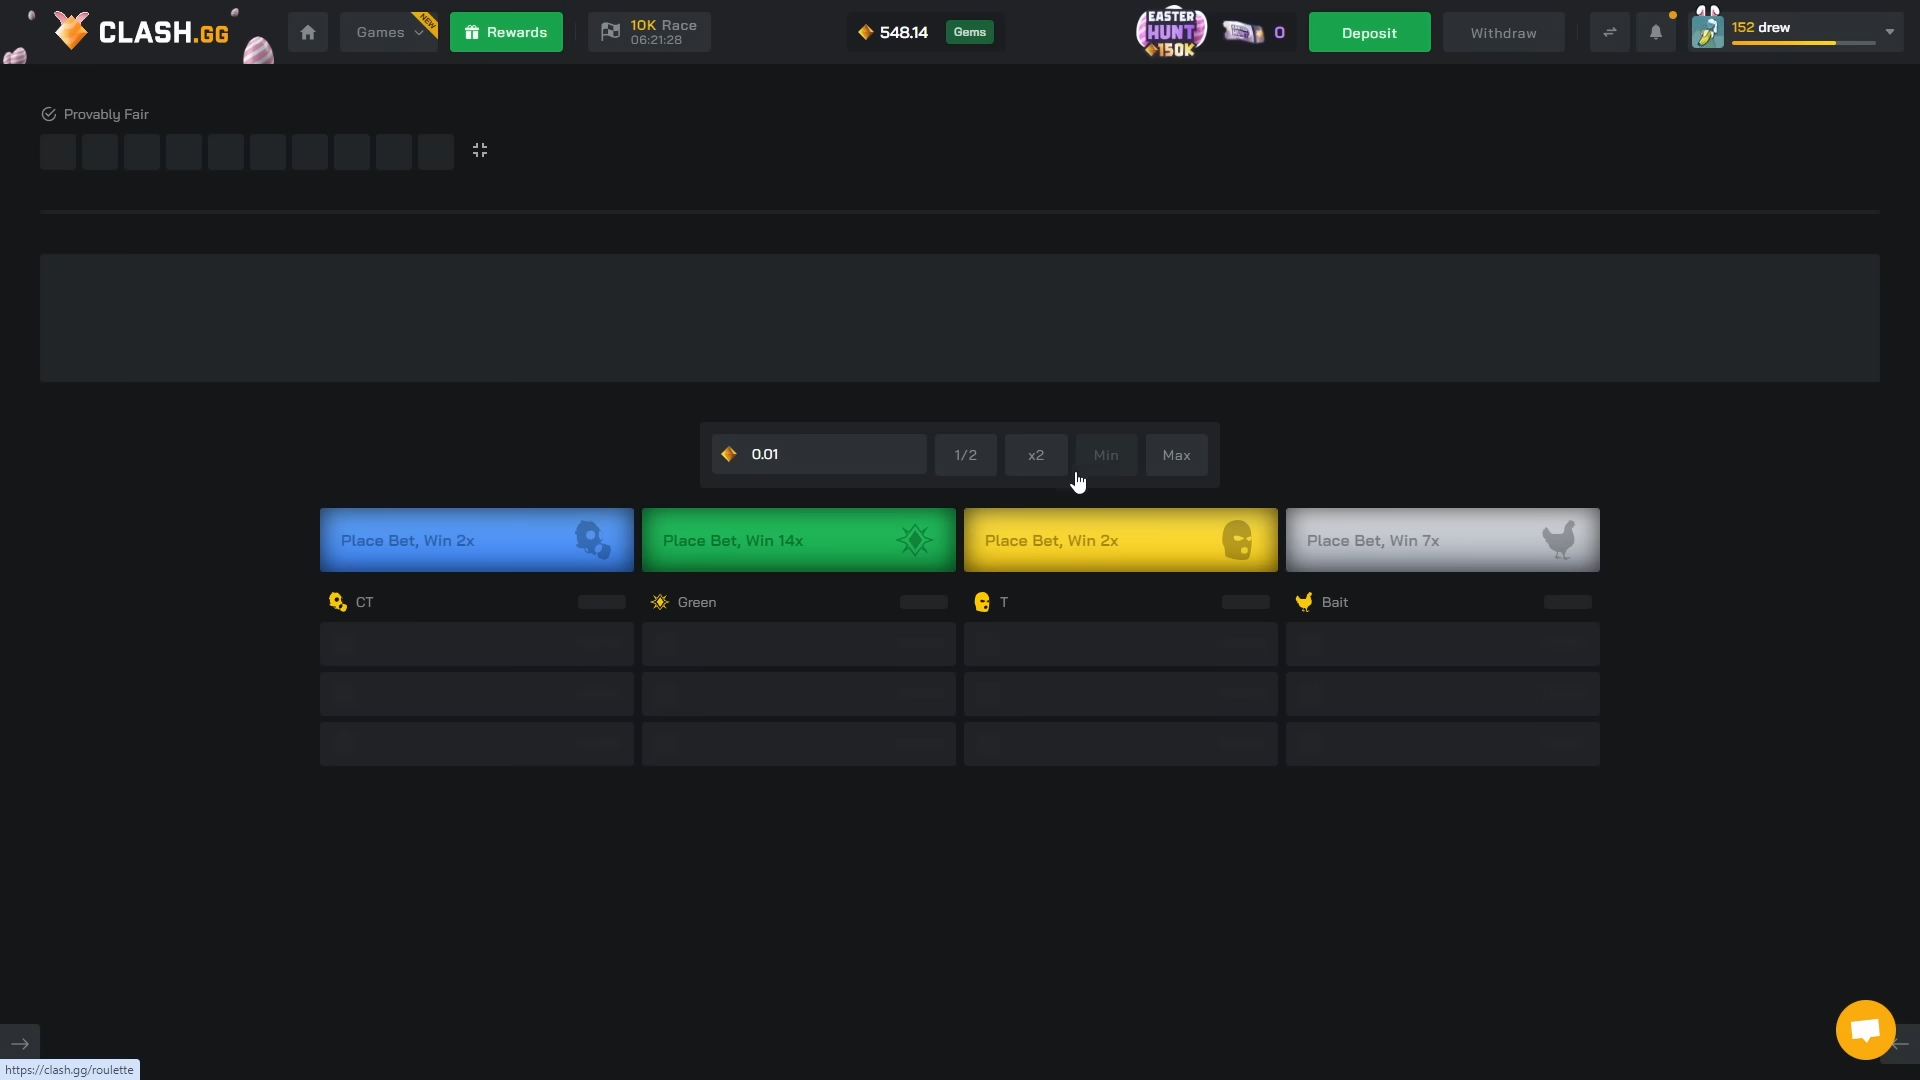 CLASH.GG
Games
NEW
Rewards
10K Race
06:21:28
548.14
Gems
EASTER
HUNT
150K
0
Deposit
Withdraw
152 drew
Provably Fair
0.01
1/2
x2
Min
Max
Place Bet, Win 2x
Place Bet, Win 14x
Place Bet, Win 2x
Place Bet, Win 7x
CT
Green
T
Bait
https://clash.gg/roulette